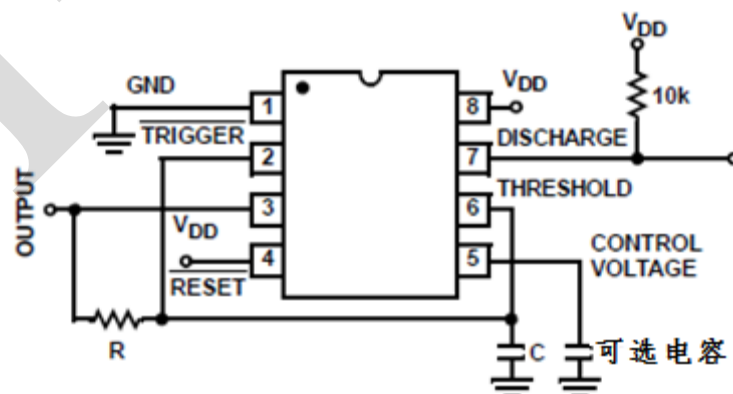 VDD
GND
1
8
VDD
10k
TRIGGER
2
7
DISCHARGE
OUTPUT
3
6
THRESHOLD
VDD
4
5
CONTROL
VOLTAGE
RESET
R
C
可选电容